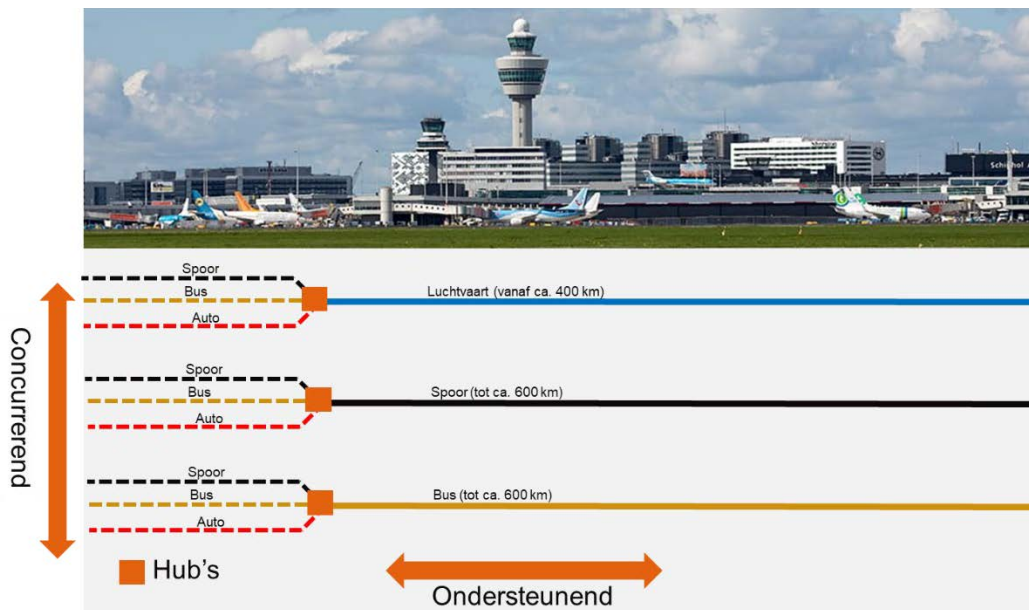 Spoor
Bus
Auto
Luchtvaart (vanaf ca. 400 km)
Spoor
Bus
Auto
Spoor (tot ca. 600 km)
Spoor
Bus
Auto
Bus (tot ca. 600 km)
Concurrerend
Hub's
Ondersteunend